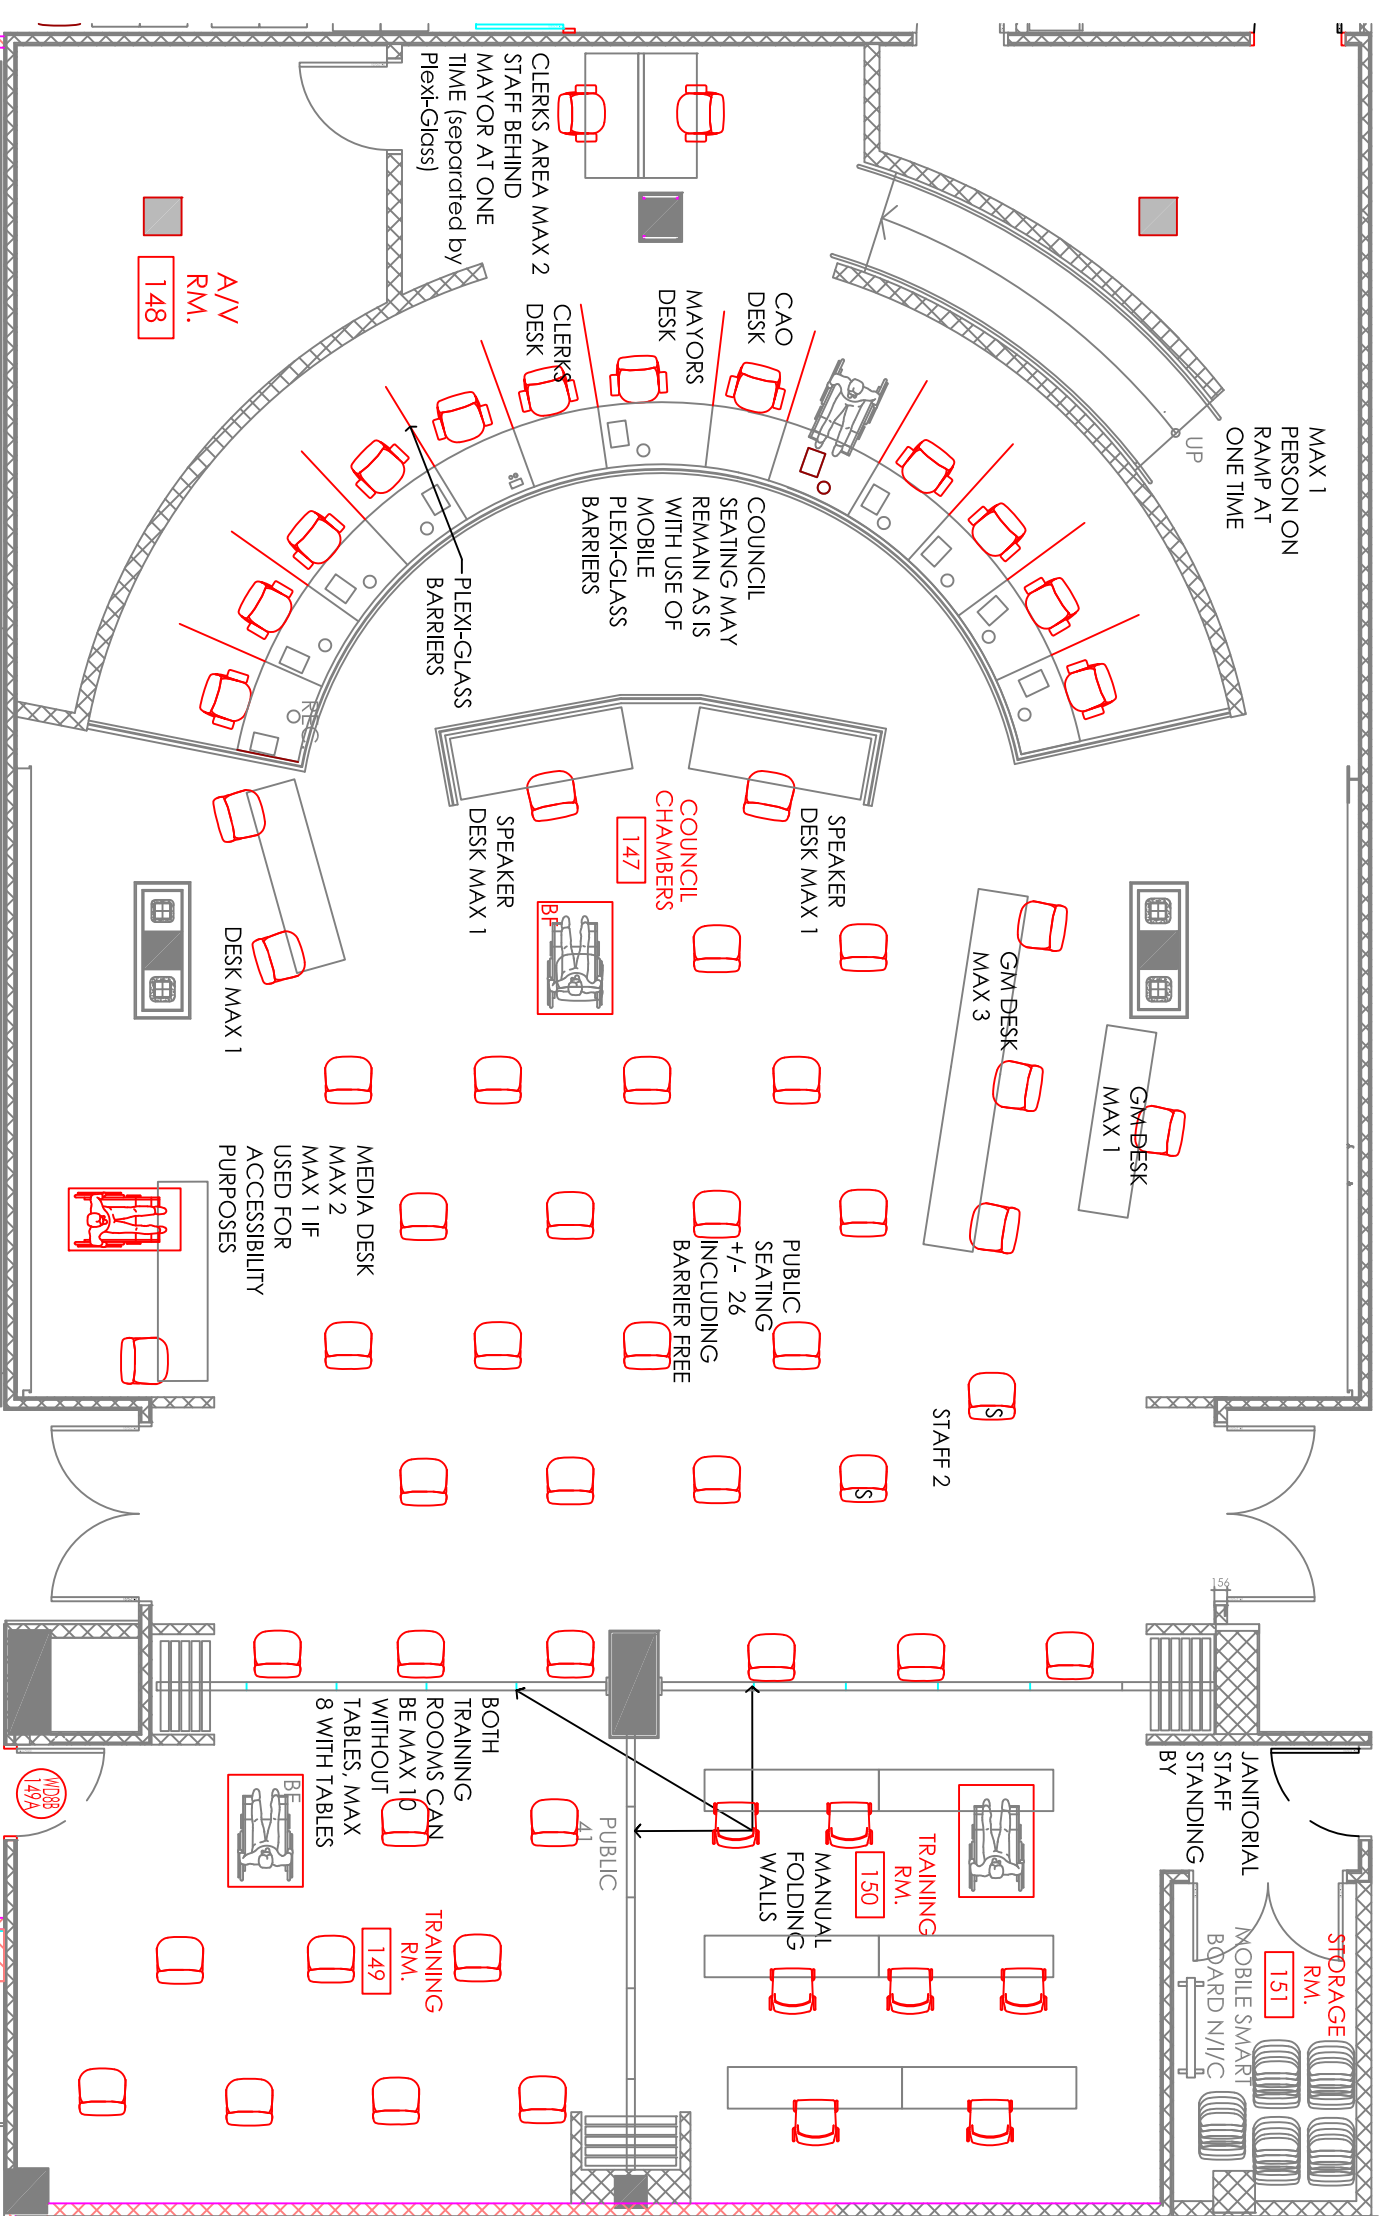 CLERKS AREA MAX 2
STAFF BEHIND
MAYOR AT ONE
TIME (separated by
Plexi-Glass)
A/V
RM.
148
CLERKS
DESK
MAYORS
DESK
CAO
DESK
MAX 1
PERSON ON
RAMP AT
ONE TIME
UP
COUNCIL
SEATING MAY
REMAIN AS IS
WITH USE OF
MOBILE
PLEXI-GLASS
BARRIERS
PLEXI-GLASS
BARRIERS
REC.
SPEAKER
DESK MAX 1
COUNCIL
CHAMBERS
147
SPEAKER
DESK MAX 1
BF
DESK MAX 1
GM DESK
MAX 3
GM DESK
MAX 1
MEDIA DESK
MAX 2
MAX 1 IF
USED FOR
ACCESSIBILITY
PURPOSES
PUBLIC
SEATING
+/- 26
INCLUDING
BARRIER FREE
S
STAFF 2
S
156
BOTH
TRAINING
ROOMS CAN
BE MAX 10
WITHOUT
TABLES, MAX
8 WITH TABLES
BF
WD8B
149A
PUBLIC
41
MANUAL
FOLDING
WALLS
TRAINING
RM.
150
TRAINING
RM.
149
JANITORIAL
STAFF
STANDING
BY
STORAGE
RM.
151
MOBILE SMART
BOARD N/I/C